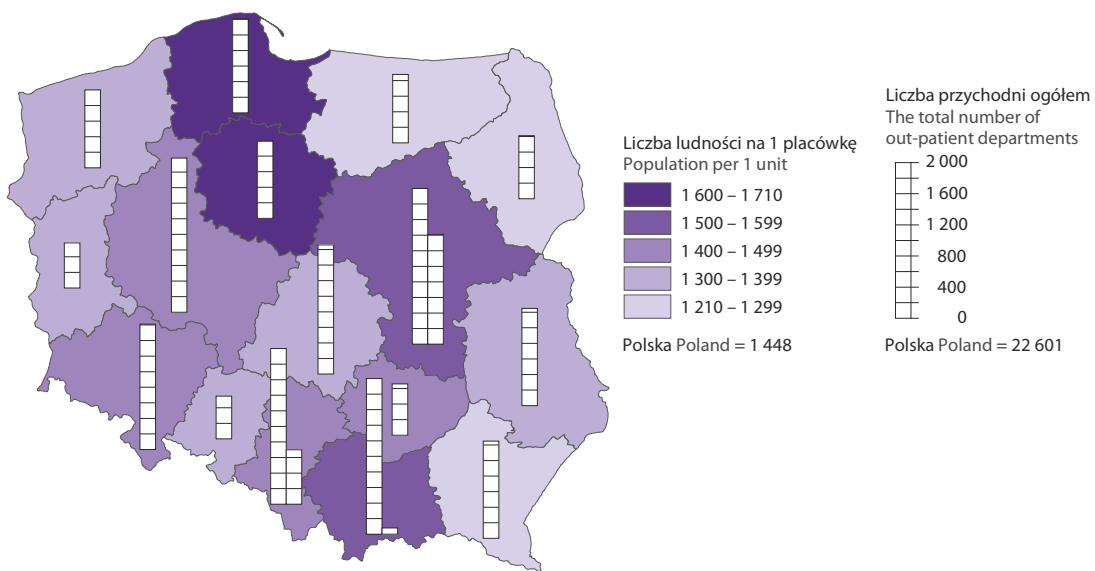 Liczba ludności na 1 placówkę
Population per 1 unit
1 600 – 1 710
1 500 – 1 599
1 400 – 1 499
1 300 – 1 399
1 210 – 1 299
Polska Poland = 1 448
Liczba przychodni ogółem
The total number of
out-patient departments
2 000
1 600
1 200
800
400
0
Polska Poland = 22 601